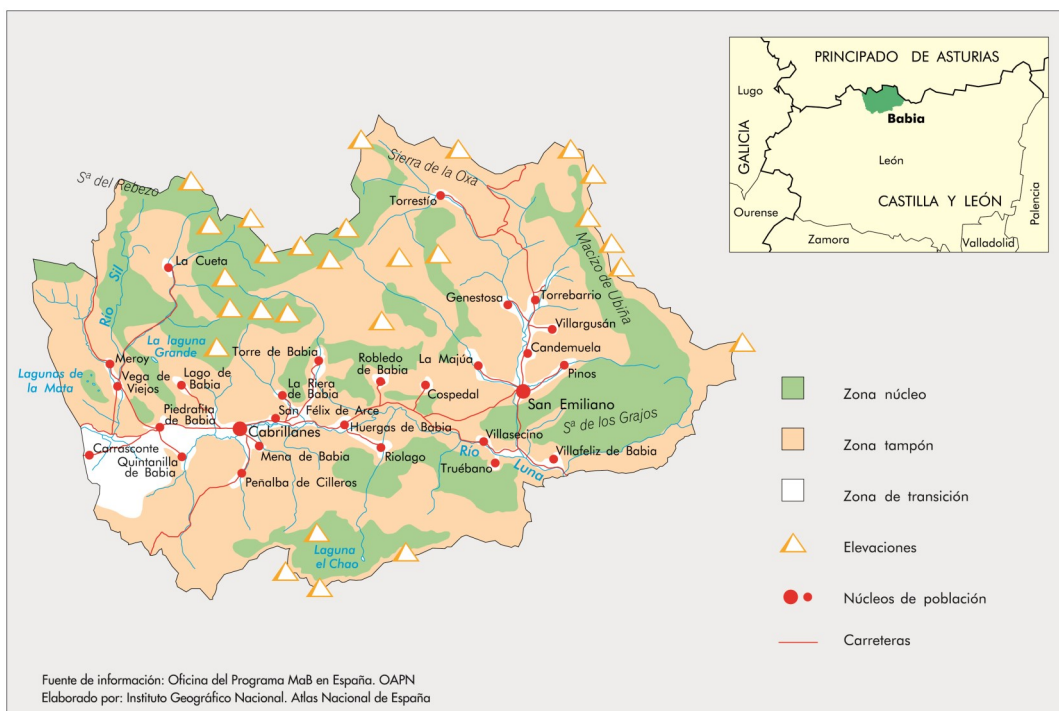 PRINCIPADO DE ASTURIAS
Lugo
Babia
GALICIA
León
CASTILLA Y LEÓN
Palencia
Ourense
Zamora
Valladolid
Sierra de la Oxa
Sª del Rebezo
Torrestío
La Cueta
Río Sil
Macizo de Ubiña
Genestosa
Torrebarrio
Villargusán
La laguna
Grande
Torre de Babia
Robledo
de Babia
La Majúa
Candemuela
Meroy
Lagunas de
la Mata
Vega de
Viejos
Lago de
Babia
La Riera
de Babia
Cospedal
Pinos
San Emiliano
Piedrafita
de Babia
San Félix de Arce
Sª de los Grajos
Cabrillanes
Huergas de Babia
Villasecino
Carrasconte
Quintanilla
de Babia
Mena de Babia
Riolago
Río Luna
Truébano
Villafeliz de Babia
Peñalba de Cilleros
Laguna
el Chao
Zona núcleo
Zona tampón
Zona de transición
Elevaciones
Núcleos de población
Carreteras
Fuente de información: Oficina del Programa MaB en España. OAPN
Elaborado por: Instituto Geográfico Nacional. Atlas Nacional de España